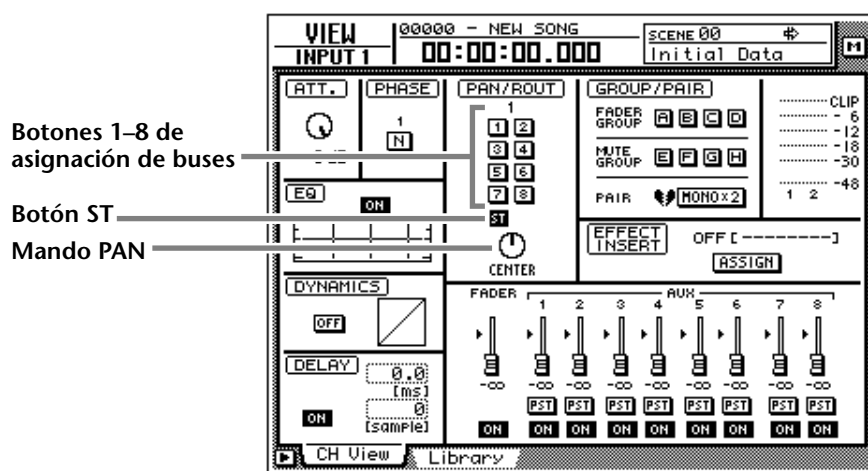 VIEW
INPUT 1
00000 - NEW SONG
00:00:00.000
SCENE 00
Initial Data
M
ATT.
PHASE
1
N
PAN/ROUT
1
1 2
3 4
5 6
7 8
ST
CENTER
GROUP/PAIR
FADER GROUP A B C D
MUTE GROUP E F G H
PAIR MONO×2
CLIP
- 6
-12
-18
-30
-48
1 2
Botones 1–8 de
asignación de buses
Botón ST
Mando PAN
EQ
ON
EFFECT INSERT OFF [----------]
ASSIGN
DYNAMICS
OFF
DELAY
0.0
[ms]
0
[sample]
ON
FADER AUX
1 2 3 4 5 6 7 8
-∞ -∞ -∞ -∞ -∞ -∞ -∞ -∞ -∞
PST PST PST PST PST PST PST PST
ON ON ON ON ON ON ON ON ON
CH View Library